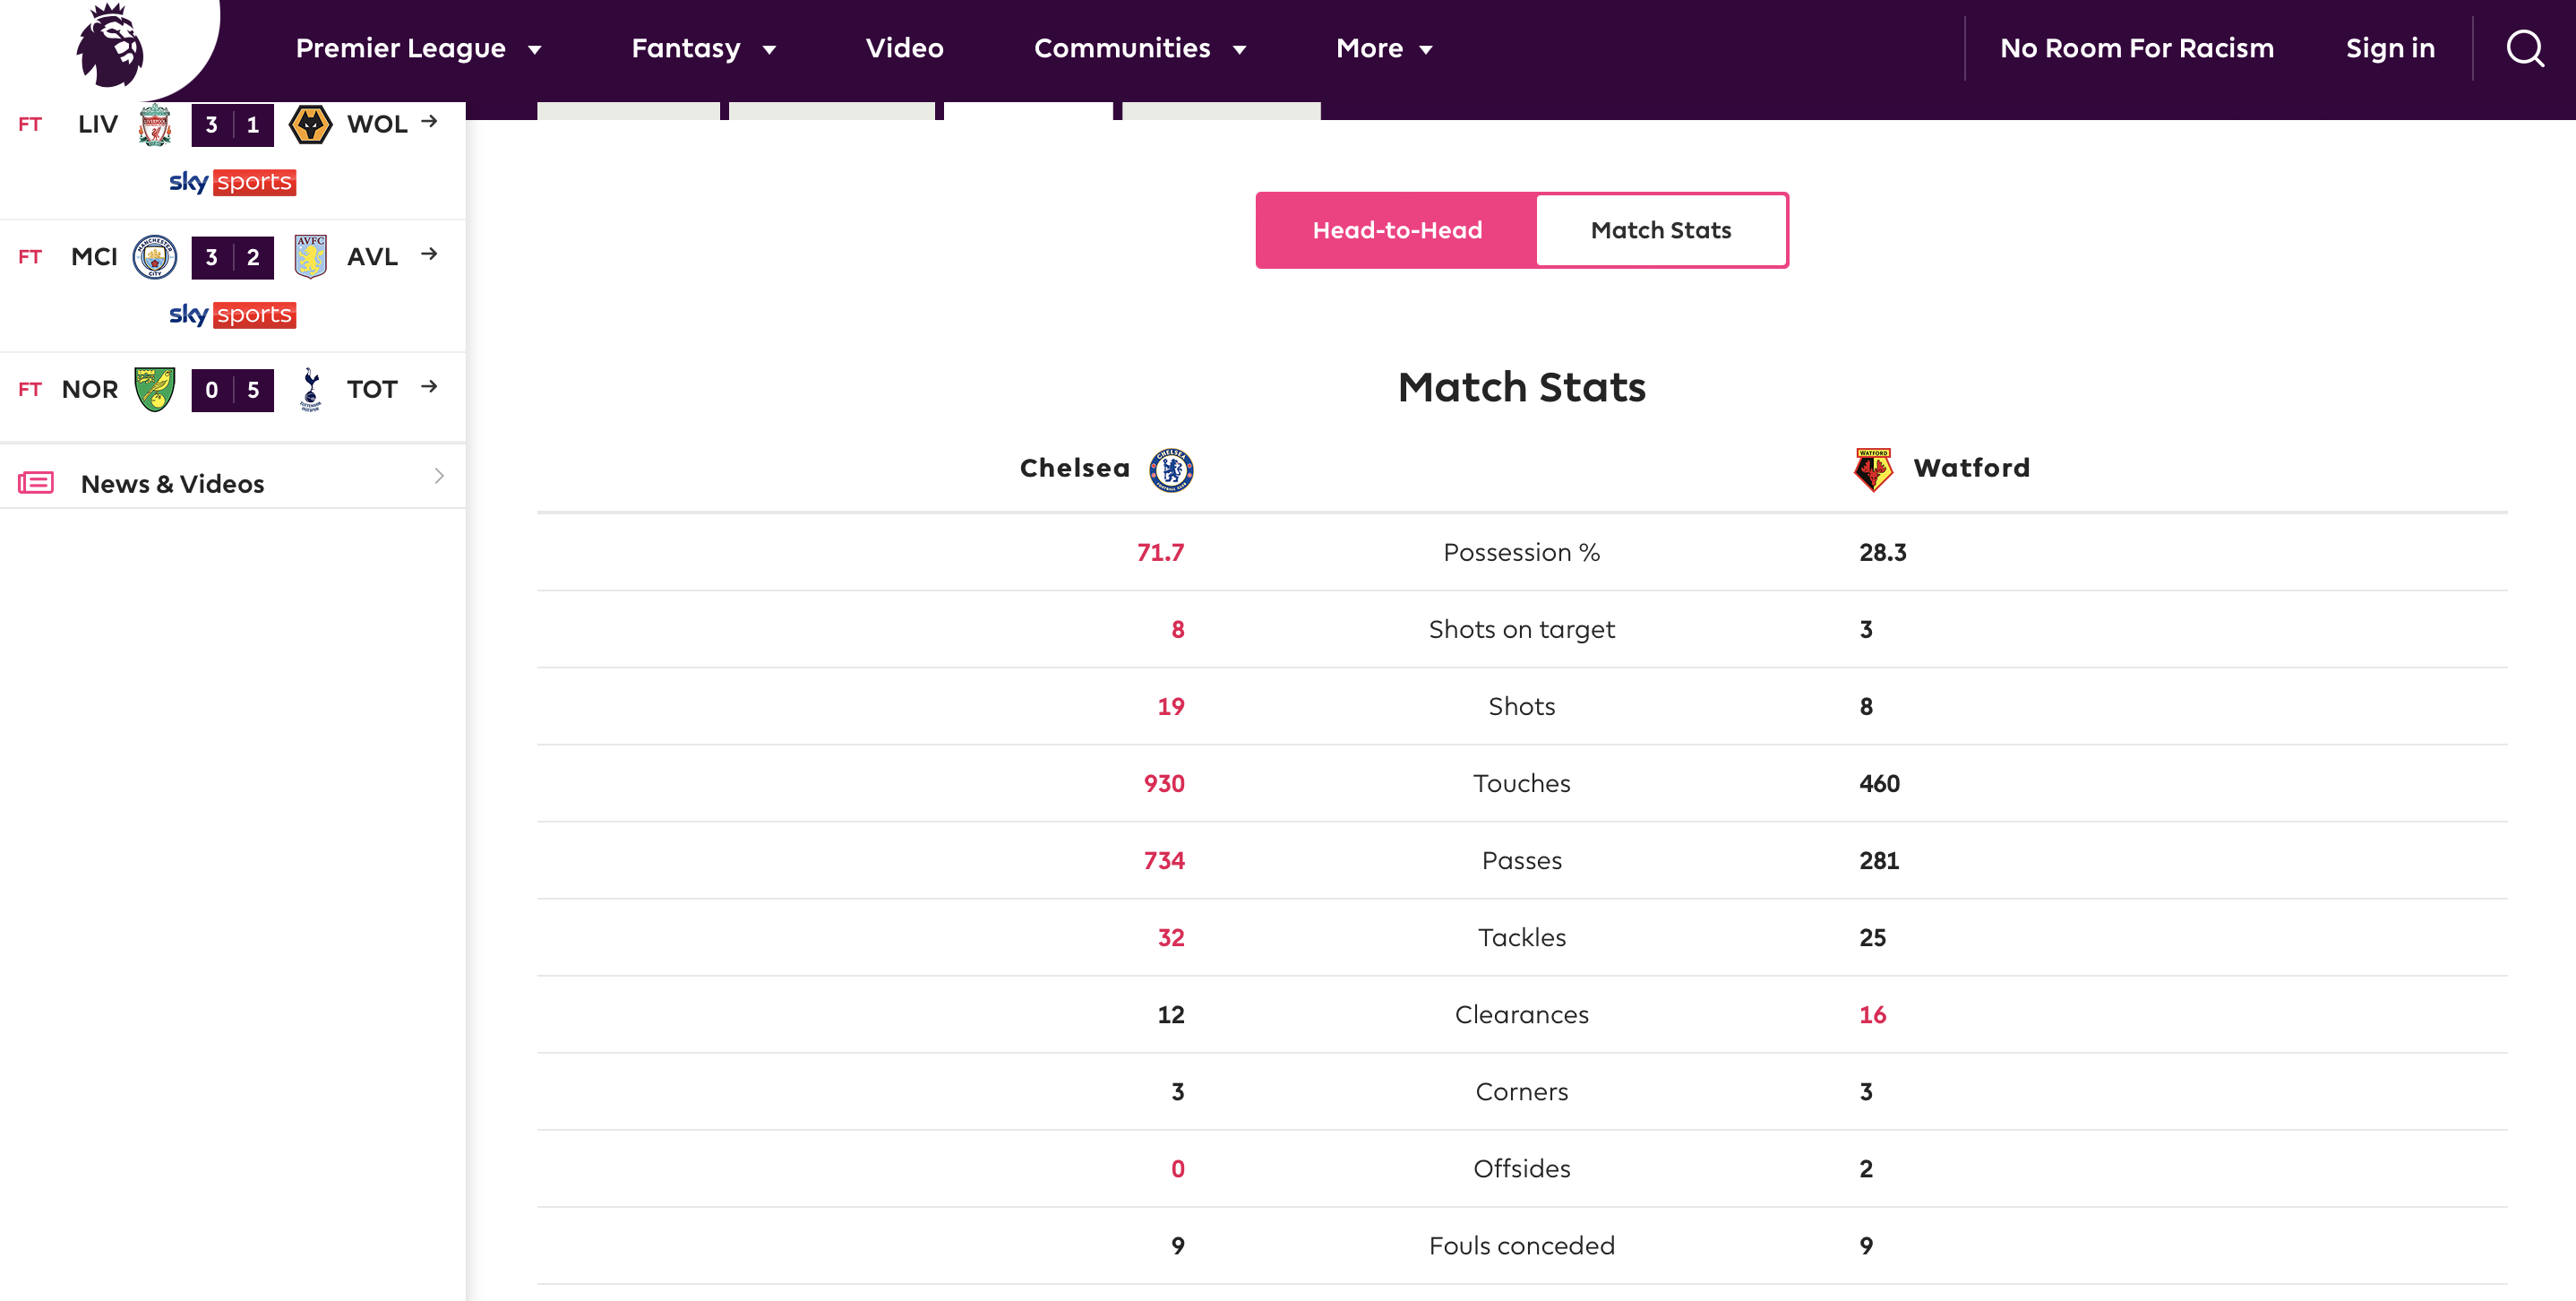 Premier League Fantasy Video Communities More No Room For Racism Sign in
FT LIV 3 1 WOL
sky sports
FT MCI 3 2 AVL
sky sports
FT NOR 0 5 TOT
News & Videos
Head-to-Head Match Stats
Match Stats
Chelsea Watford
71.7 Possession % 28.3
8 Shots on target 3
19 Shots 8
930 Touches 460
734 Passes 281
32 Tackles 25
12 Clearances 16
3 Corners 3
0 Offsides 2
9 Fouls conceded 9